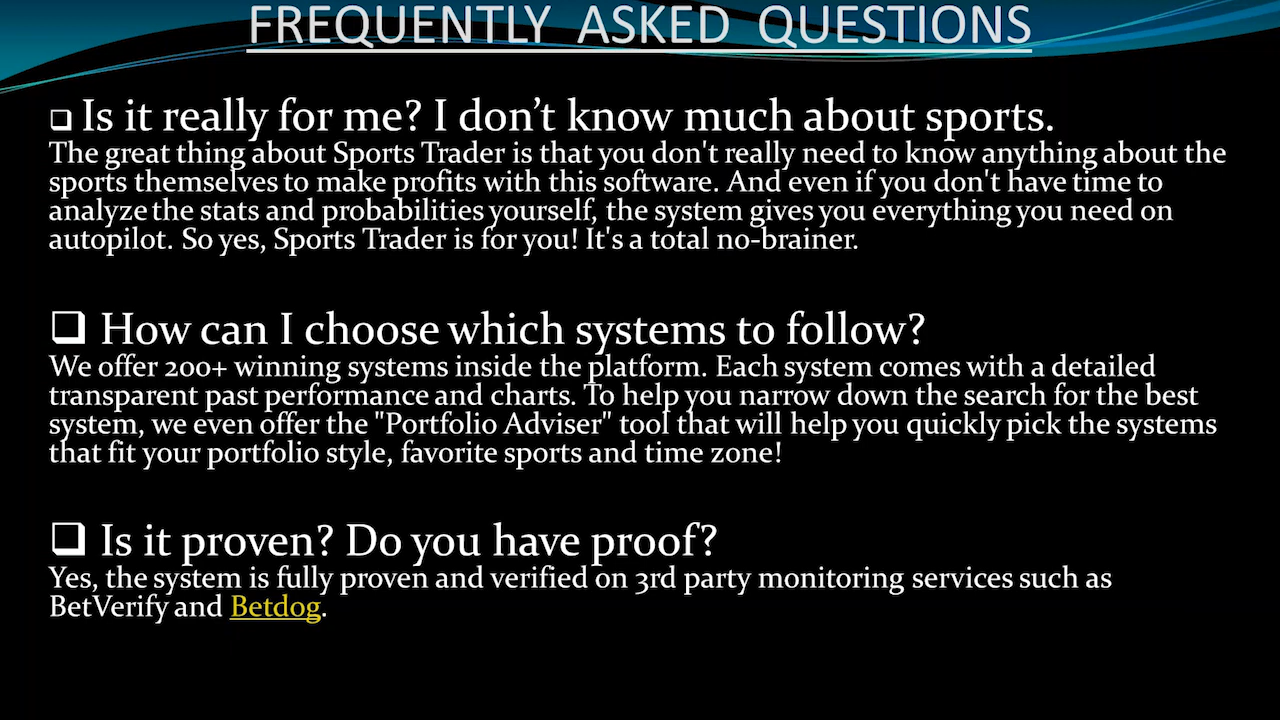 FREQUENTLY ASKED QUESTIONS
❑ Is it really for me? I don’t know much about sports.
The great thing about Sports Trader is that you don't really need to know anything about the
sports themselves to make profits with this software. And even if you don't have time to
analyze the stats and probabilities yourself, the system gives you everything you need on
autopilot. So yes, Sports Trader is for you! It's a total no-brainer.
❑ How can I choose which systems to follow?
We offer 200+ winning systems inside the platform. Each system comes with a detailed
transparent past performance and charts. To help you narrow down the search for the best
system, we even offer the "Portfolio Adviser" tool that will help you quickly pick the systems
that fit your portfolio style, favorite sports and time zone!
❑ Is it proven? Do you have proof?
Yes, the system is fully proven and verified on 3rd party monitoring services such as
BetVerify and Betdog.